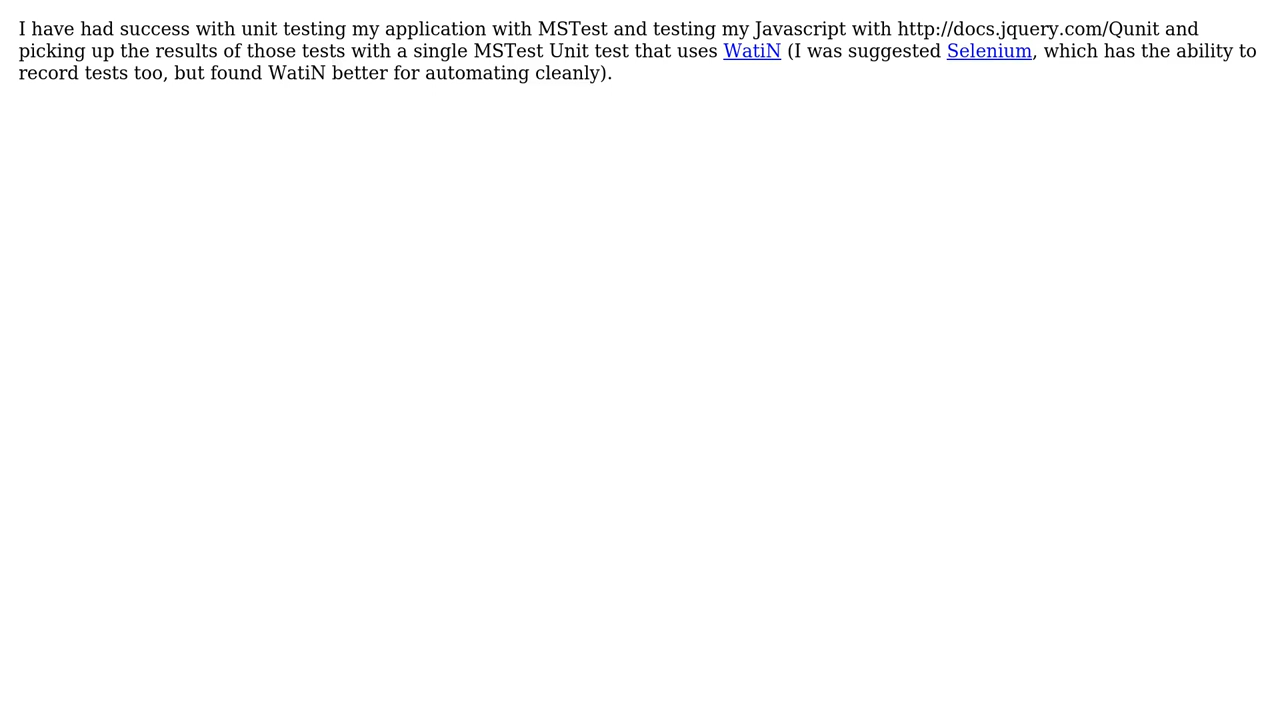 I have had success with unit testing my application with MSTest and testing my Javascript with http://docs.jquery.com/Qunit and
picking up the results of those tests with a single MSTest Unit test that uses WatiN (I was suggested Selenium, which has the ability to
record tests too, but found WatiN better for automating cleanly).